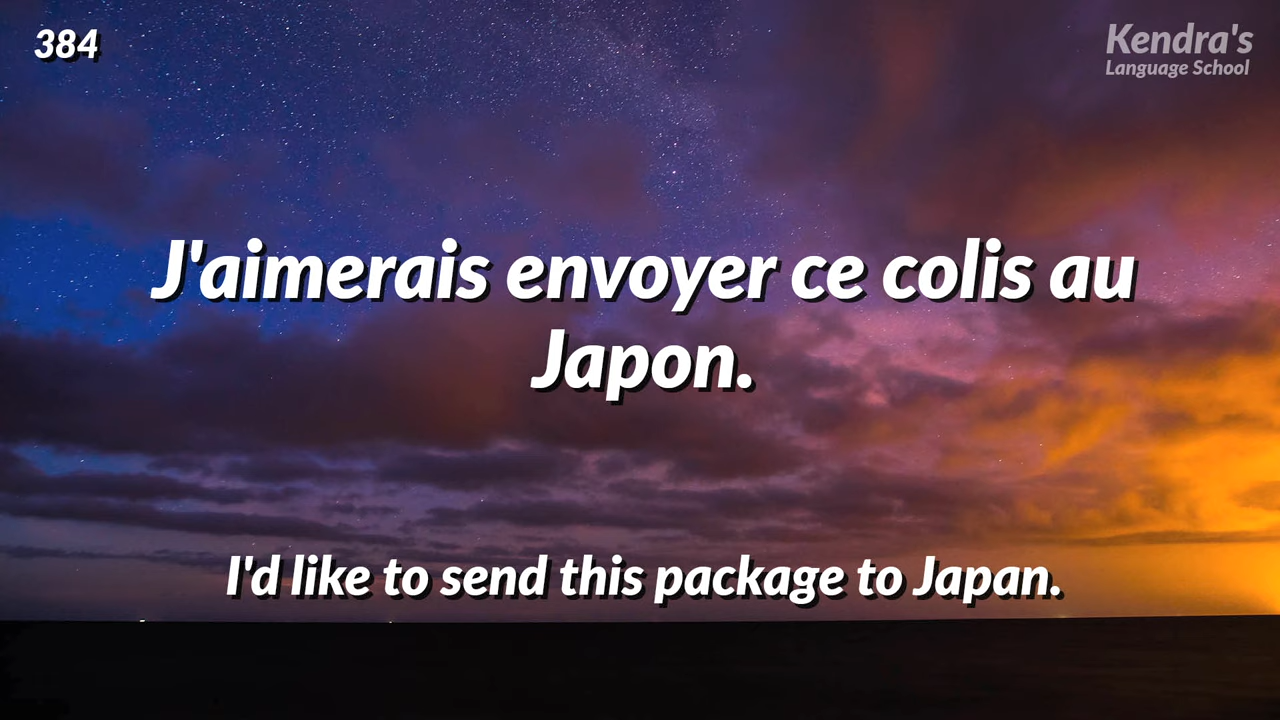 384
Kendra's
Language School
J'aimerais envoyer ce colis au
Japon.
I'd like to send this package to Japan.